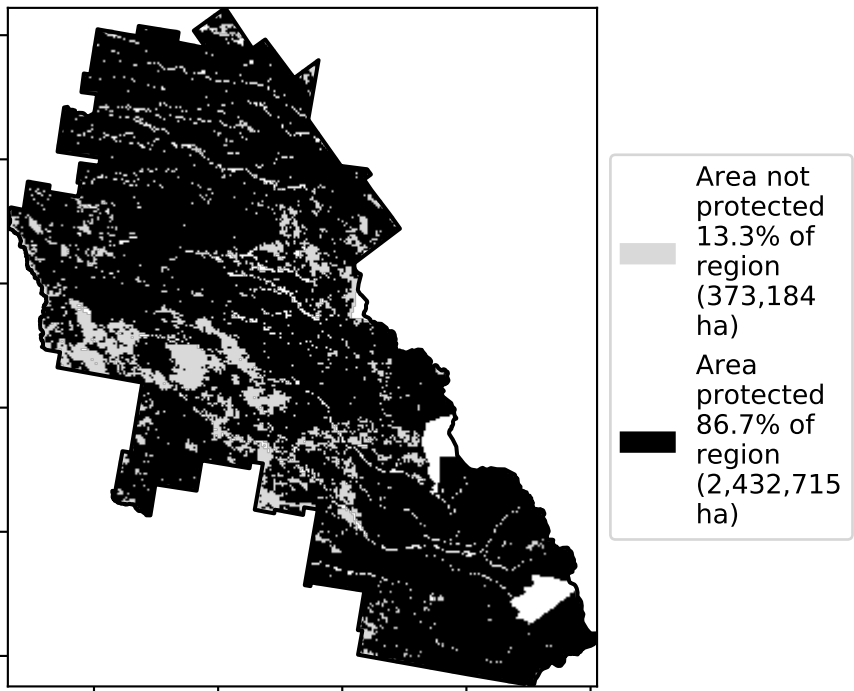 Area not
protected
13.3% of
region
(373,184
ha)
Area
protected
86.7% of
region
(2,432,715
ha)